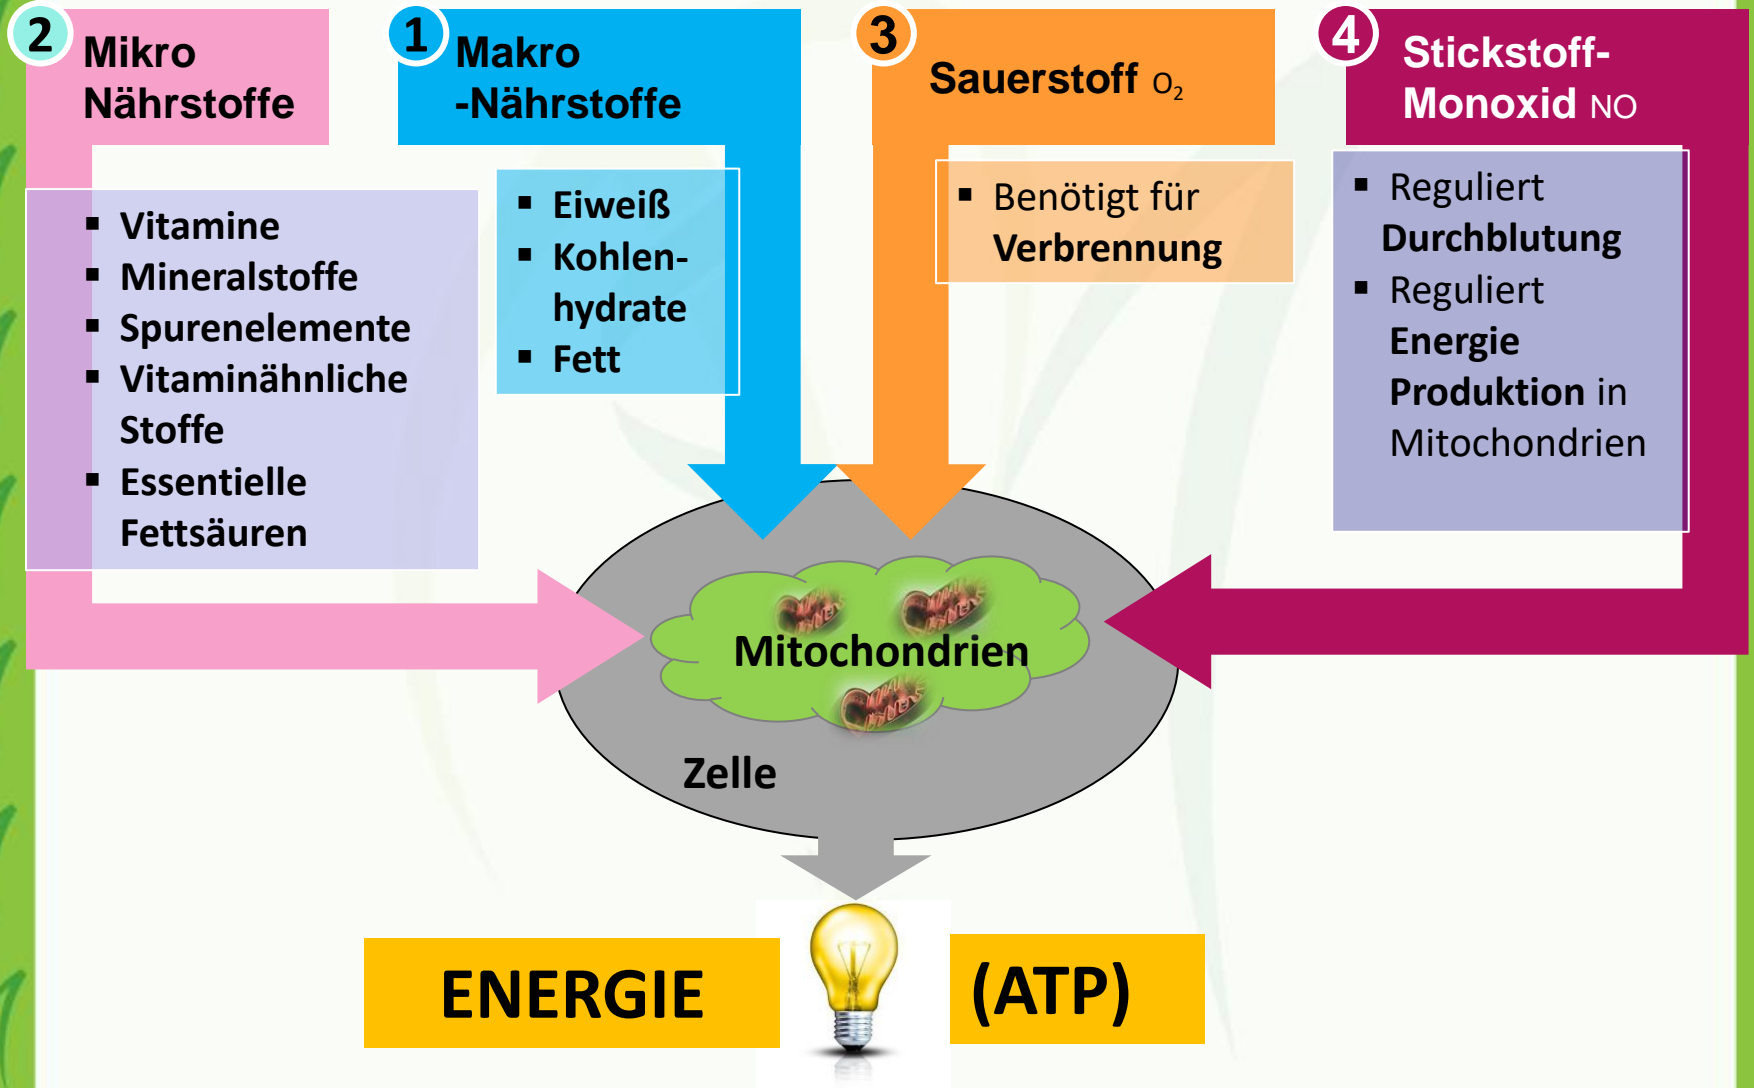 2
Mikro
Nährstoffe
▪ Vitamine
▪ Mineralstoffe
▪ Spurenelemente
▪ Vitaminähnliche
Stoffe
▪ Essentielle
Fettsäuren
1
Makro
-Nährstoffe
▪ Eiweiß
▪ Kohlen-
hydrate
▪ Fett
3
Sauerstoff O₂
▪ Benötigt für
Verbrennung
4
Stickstoff-
Monoxid NO
▪ Reguliert
Durchblutung
▪ Reguliert
Energie
Produktion in
Mitochondrien
Mitochondrien
Zelle
ENERGIE (ATP)